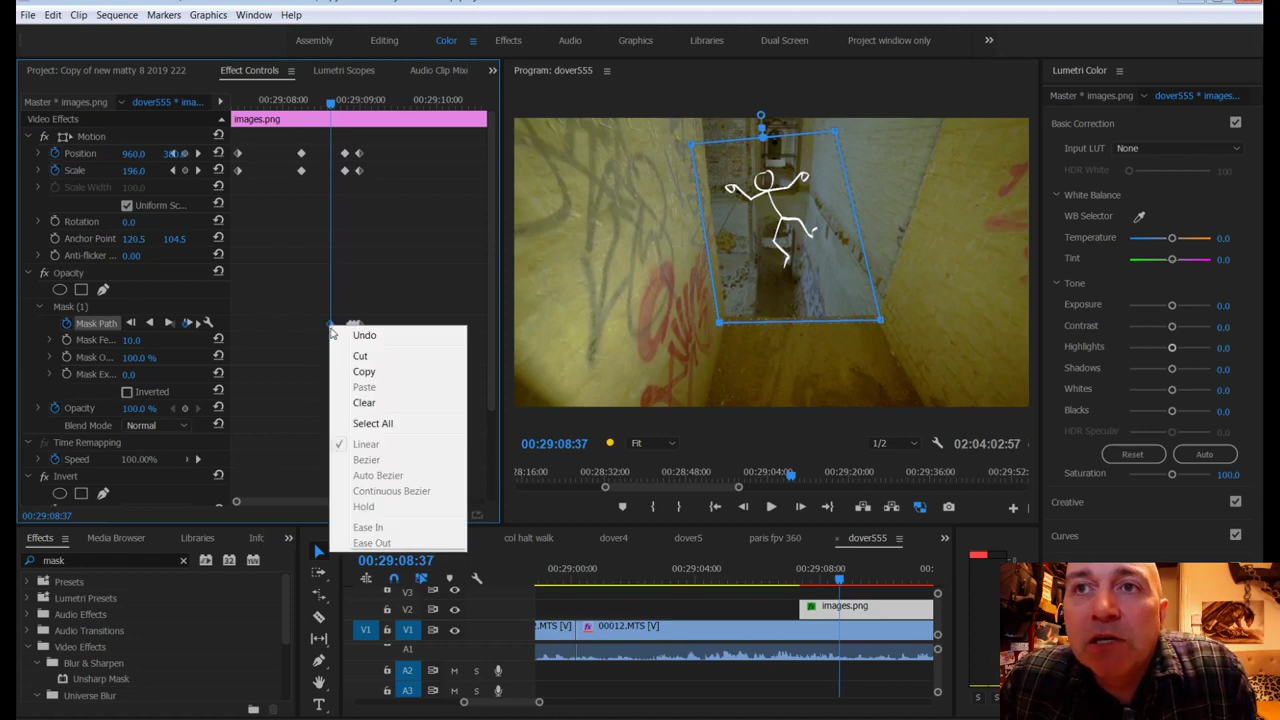 File Edit Clip Sequence Markers Graphics Window Help
Assembly Editing Color Effects Audio Graphics Libraries Dual Screen Project winidow only
Project: Copy of new matty 8 2019 222 Effect Controls Lumetri Scopes Audio Clip Mix
Program: dover555
Lumetri Color
Master * images.png dover555 * ima...
00:29:08:00 00:29:09:00 00:29:10:00
Master * images.png dover555 * images...
Video Effects
images.png
Motion
Position 960.0
Scale 196.0
Scale Width 100.0
Uniform Sc...
Rotation 0.0
Anchor Point 120.5 104.5
Anti-flicker... 0.00
Opacity
Mask (1)
Mask Path
Mask Fe... 10.0
Mask O... 100.0 %
Mask Ex... 0.0
Inverted
Opacity 100.0 %
Blend Mode Normal
Time Remapping
Speed 100.00%
Invert
00:29:08:37
Undo
Cut
Copy
Paste
Clear
Select All
Linear
Bezier
Auto Bezier
Continuous Bezier
Hold
Ease In
Ease Out
00:29:08:37 Fit 1/2 02:04:02:57
0:28:16:00 00:28:32:00 00:28:48:00 00:29:04:00 00:29:20:00 00:29:36:00 00:29:52:
Basic Correction
Input LUT None
HDR White 100
White Balance
WB Selector
Temperature 0.0
Tint 0.0
Tone
Exposure 0.0
Contrast 0.0
Highlights 0.0
Shadows 0.0
Whites 0.0
Blacks 0.0
HDR Specular 0.0
Reset Auto
Saturation 100.0
Creative
Curves
Effects Media Browser Libraries Info
mask
Presets
Lumetri Presets
Audio Effects
Audio Transitions
Video Effects
Blur & Sharpen
Unsharp Mask
Universe Blur
col halt walk dover4 dover5 paris fpv 360 dover555
00:29:08:37
00:29:00:00 00:29:04:00 00:29:08:00 00:
V3
V2 images.png
V1 V1 2.MTS [V] 00012.MTS [V]
A1
A2 M S
A3 M S
S S